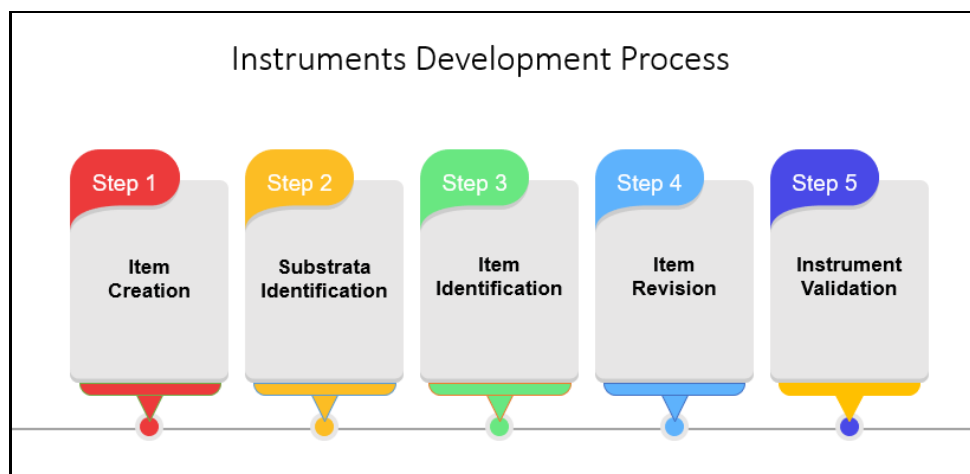 Instruments Development Process
Step 1
Item
Creation
Step 2
Substrata
Identification
Step 3
Item
Identification
Step 4
Item
Revision
Step 5
Instrument
Validation